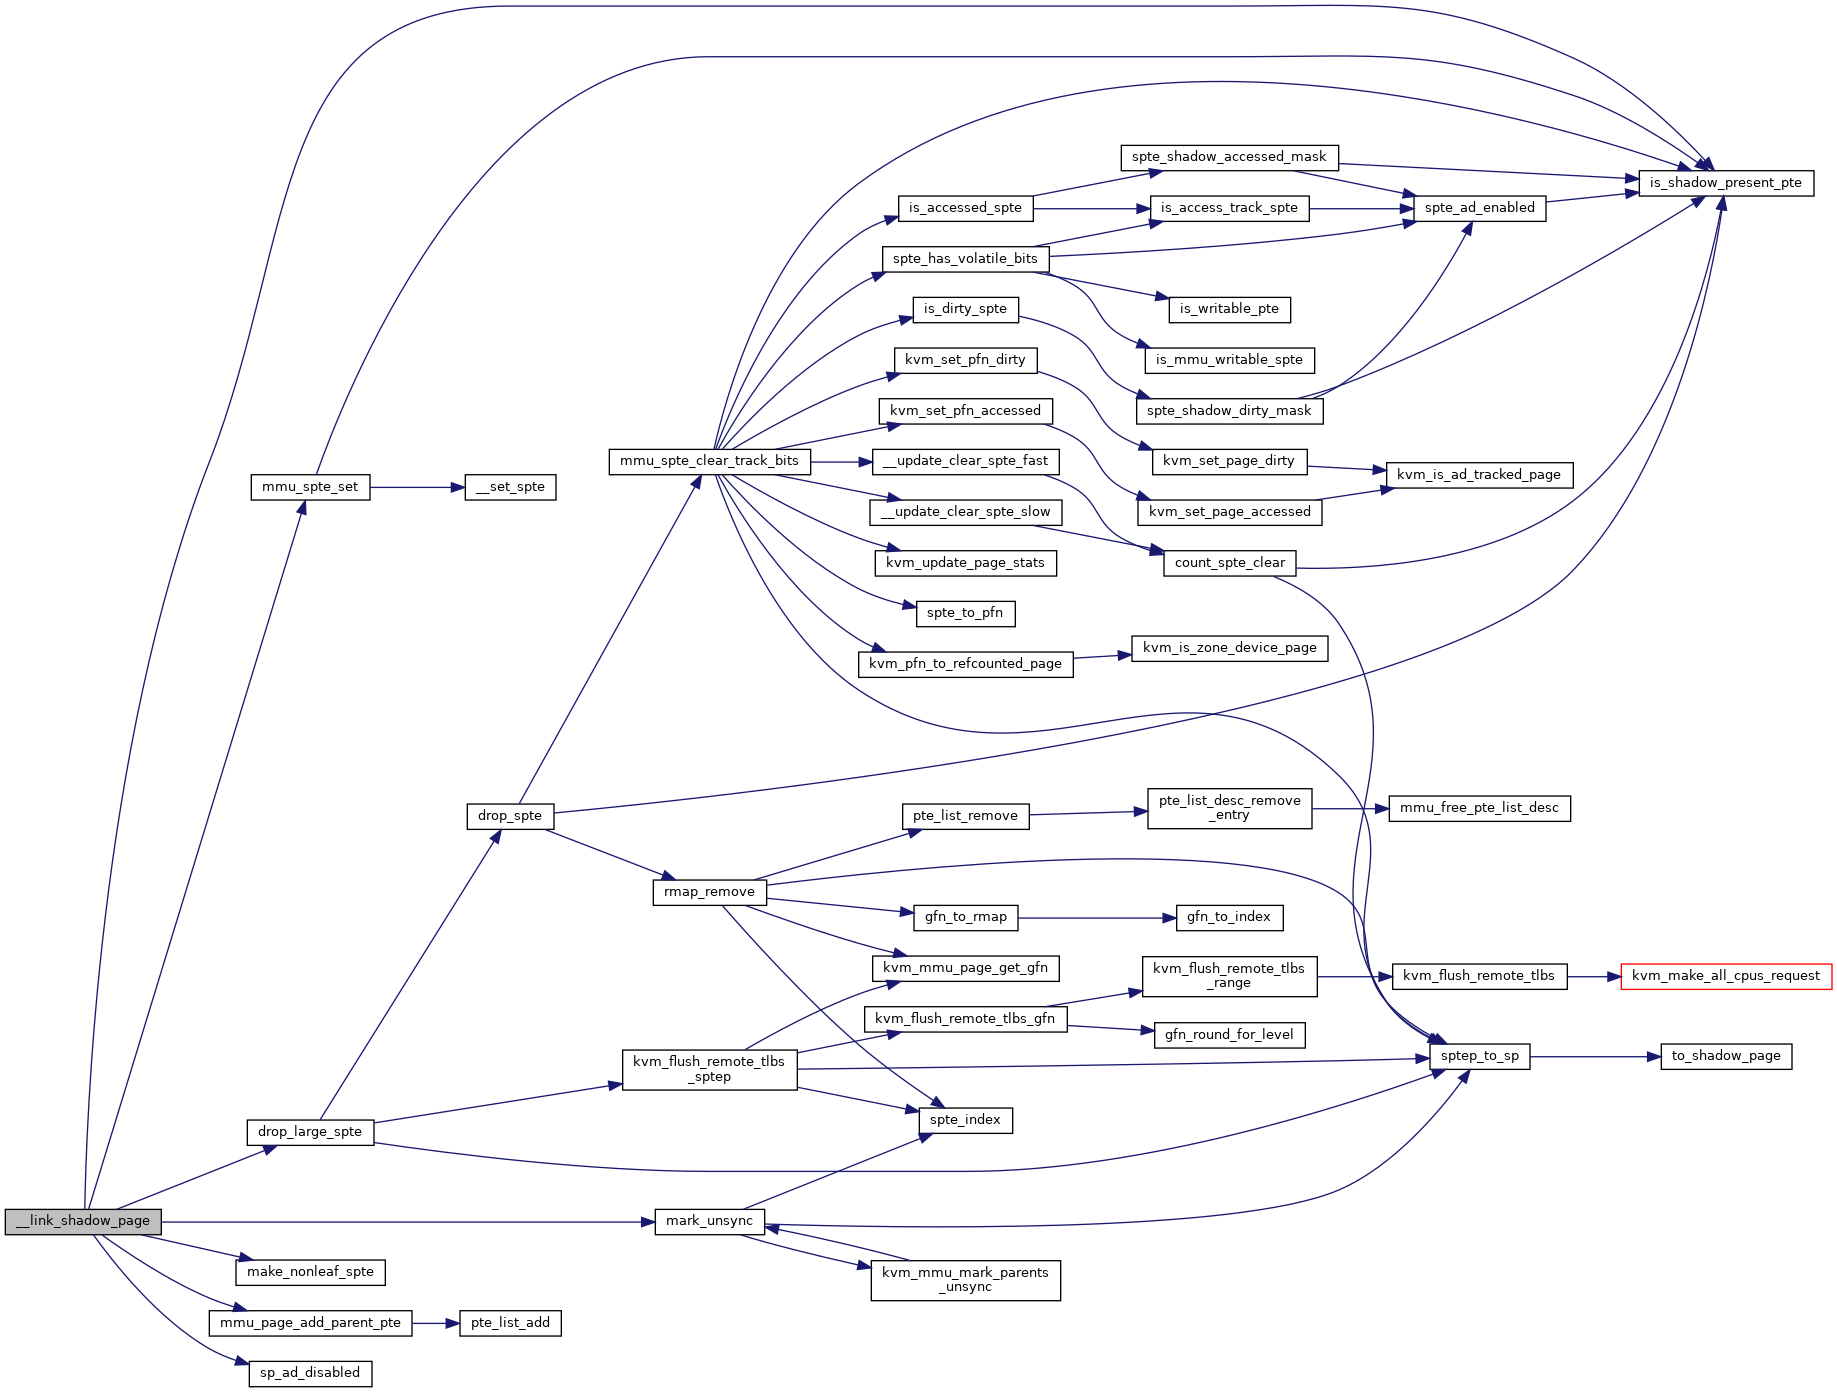 spte_shadow_accessed_mask
is_shadow_present_pte
is_accessed_spte
is_access_track_spte
spte_ad_enabled
spte_has_volatile_bits
is_dirty_spte
is_writable_pte
kvm_set_pfn_dirty
is_mmu_writable_spte
kvm_set_pfn_accessed
spte_shadow_dirty_mask
mmu_spte_clear_track_bits
__update_clear_spte_fast
kvm_set_page_dirty
kvm_is_ad_tracked_page
mmu_spte_set
__set_spte
__update_clear_spte_slow
kvm_set_page_accessed
kvm_update_page_stats
count_spte_clear
spte_to_pfn
kvm_pfn_to_refcounted_page
kvm_is_zone_device_page
drop_spte
pte_list_remove
pte_list_desc_remove
_entry
mmu_free_pte_list_desc
rmap_remove
gfn_to_rmap
gfn_to_index
kvm_mmu_page_get_gfn
kvm_flush_remote_tlbs
_range
kvm_flush_remote_tlbs
kvm_make_all_cpus_request
kvm_flush_remote_tlbs_gfn
gfn_round_for_level
kvm_flush_remote_tlbs
_sptep
sptep_to_sp
to_shadow_page
drop_large_spte
spte_index
__link_shadow_page
mark_unsync
make_nonleaf_spte
kvm_mmu_mark_parents
_unsync
mmu_page_add_parent_pte
pte_list_add
sp_ad_disabled